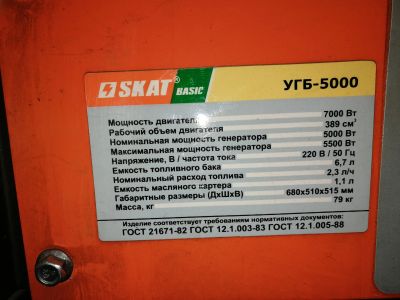 SKAT® BASIC УГБ-5000
Мощность двигателя 7000 Вт
Рабочий объем двигателя 389 см³
Номинальная мощность генератора 5000 Вт
Максимальная мощность генератора 5500 Вт
Напряжение, В / частота тока 220 В / 50 Гц
Емкость топливного бака 6,7 л
Номинальный расход топлива 2,3 л/ч
Емкость масляного картера 1,1 л
Габаритные размеры (ДхШхВ) 680х510х515 мм
Масса, кг 79 кг
Изделие соответствует требованиям нормативных документов:
ГОСТ 21671-82 ГОСТ 12.1.003-83 ГОСТ 12.1.005-88